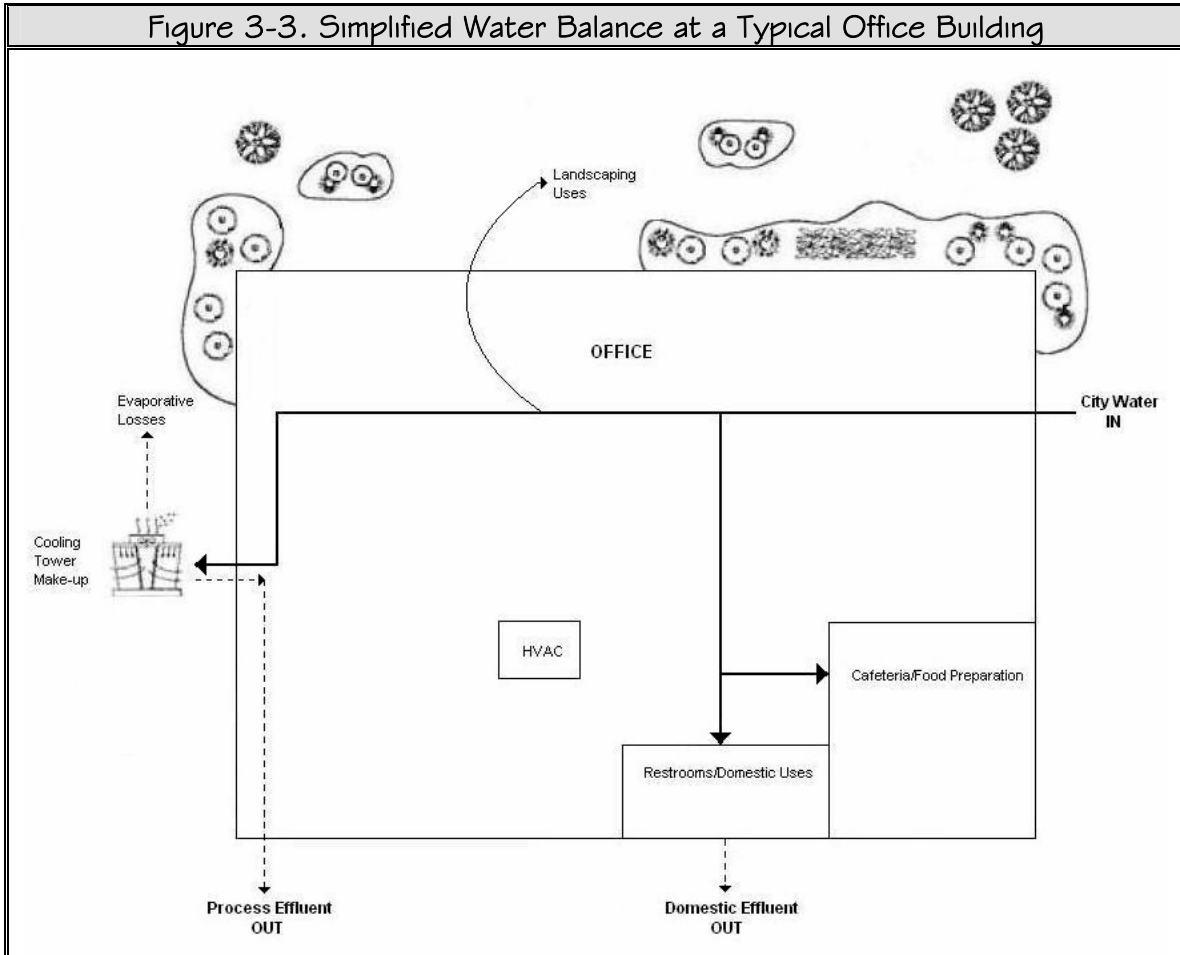 Figure 3-3. Simplified Water Balance at a Typical Office Building
Landscaping
Uses
OFFICE
Evaporative
Losses
City Water
IN
Cooling
Tower
Make-up
HVAC
Cafeteria/Food Preparation
Restrooms/Domestic Uses
Process Effluent
OUT
Domestic Effluent
OUT